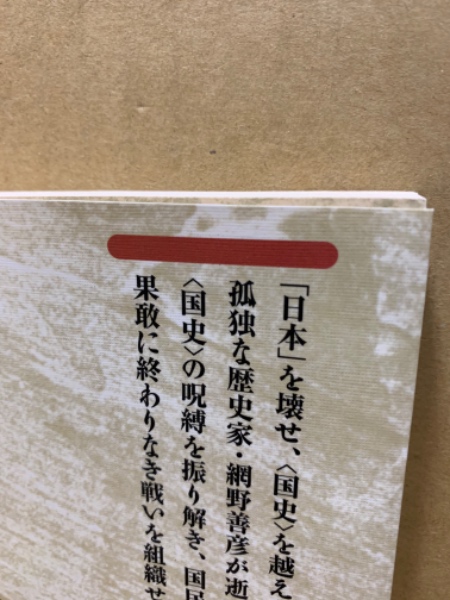 「日本」を壊せ、〈国史〉を越え
孤独な歴史家・網野善彦が逝
〈国史〉の呪縛を振り解き、国民
果敢に終わりなき戦いを組織せ